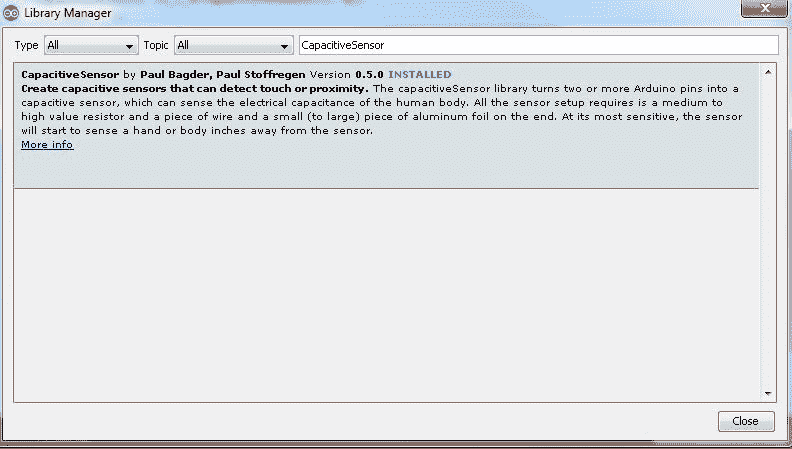 Library Manager
Type All Topic All CapacitiveSensor
CapacitiveSensor by Paul Bagder, Paul Stoffregen Version 0.5.0 INSTALLED
Create capacitive sensors that can detect touch or proximity. The capacitiveSensor library turns two or more Arduino pins into a
capacitive sensor, which can sense the electrical capacitance of the human body. All the sensor setup requires is a medium to
high value resistor and a piece of wire and a small (to large) piece of aluminum foil on the end. At its most sensitive, the sensor
will start to sense a hand or body inches away from the sensor.
More info
Close